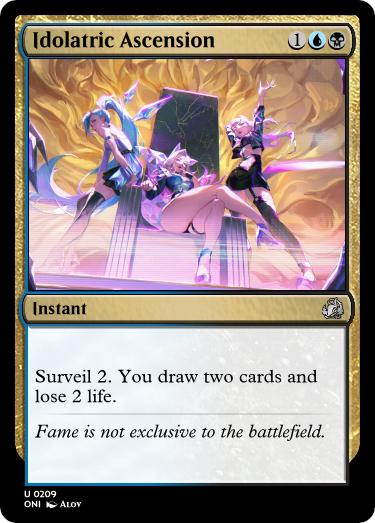 Idolatric Ascension 1
Instant
Surveil 2. You draw two cards and
lose 2 life.
Fame is not exclusive to the battlefield.
U 0209
ONI Alov